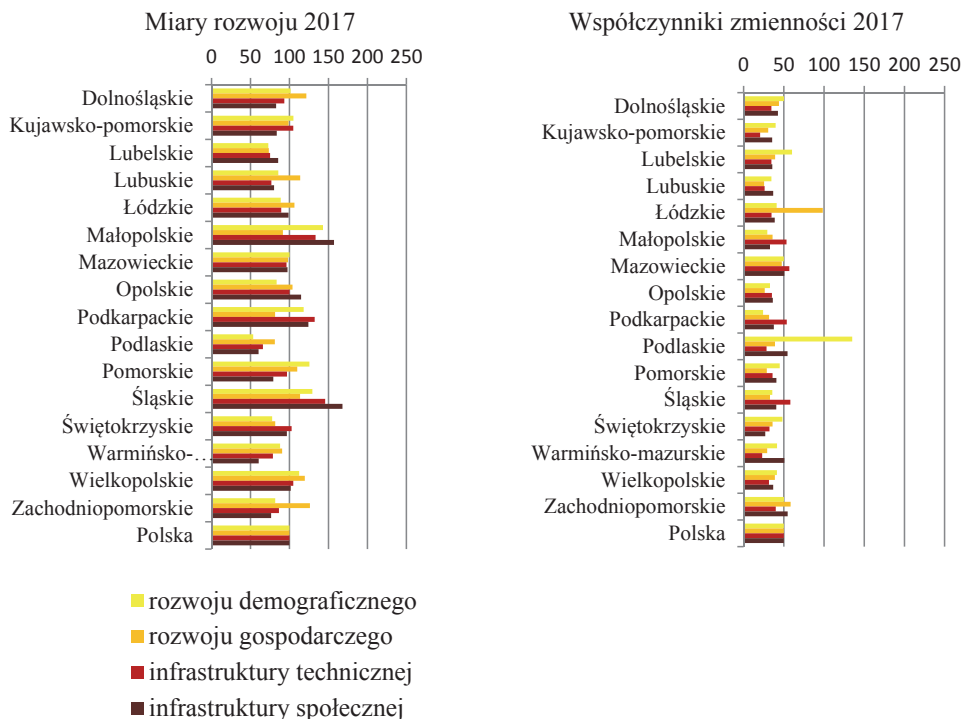 Miary rozwoju 2017
0 50 100 150 200 250
Dolnośląskie
Kujawsko-pomorskie
Lubelskie
Lubuskie
Łódzkie
Małopolskie
Mazowieckie
Opolskie
Podkarpackie
Podlaskie
Pomorskie
Śląskie
Świętokrzyskie
Warmińsko-…
Wielkopolskie
Zachodniopomorskie
Polska
Współczynniki zmienności 2017
0 50 100 150 200 250
Dolnośląskie
Kujawsko-pomorskie
Lubelskie
Lubuskie
Łódzkie
Małopolskie
Mazowieckie
Opolskie
Podkarpackie
Podlaskie
Pomorskie
Śląskie
Świętokrzyskie
Warmińsko-mazurskie
Wielkopolskie
Zachodniopomorskie
Polska
rozwoju demograficznego
rozwoju gospodarczego
infrastruktury technicznej
infrastruktury społecznej